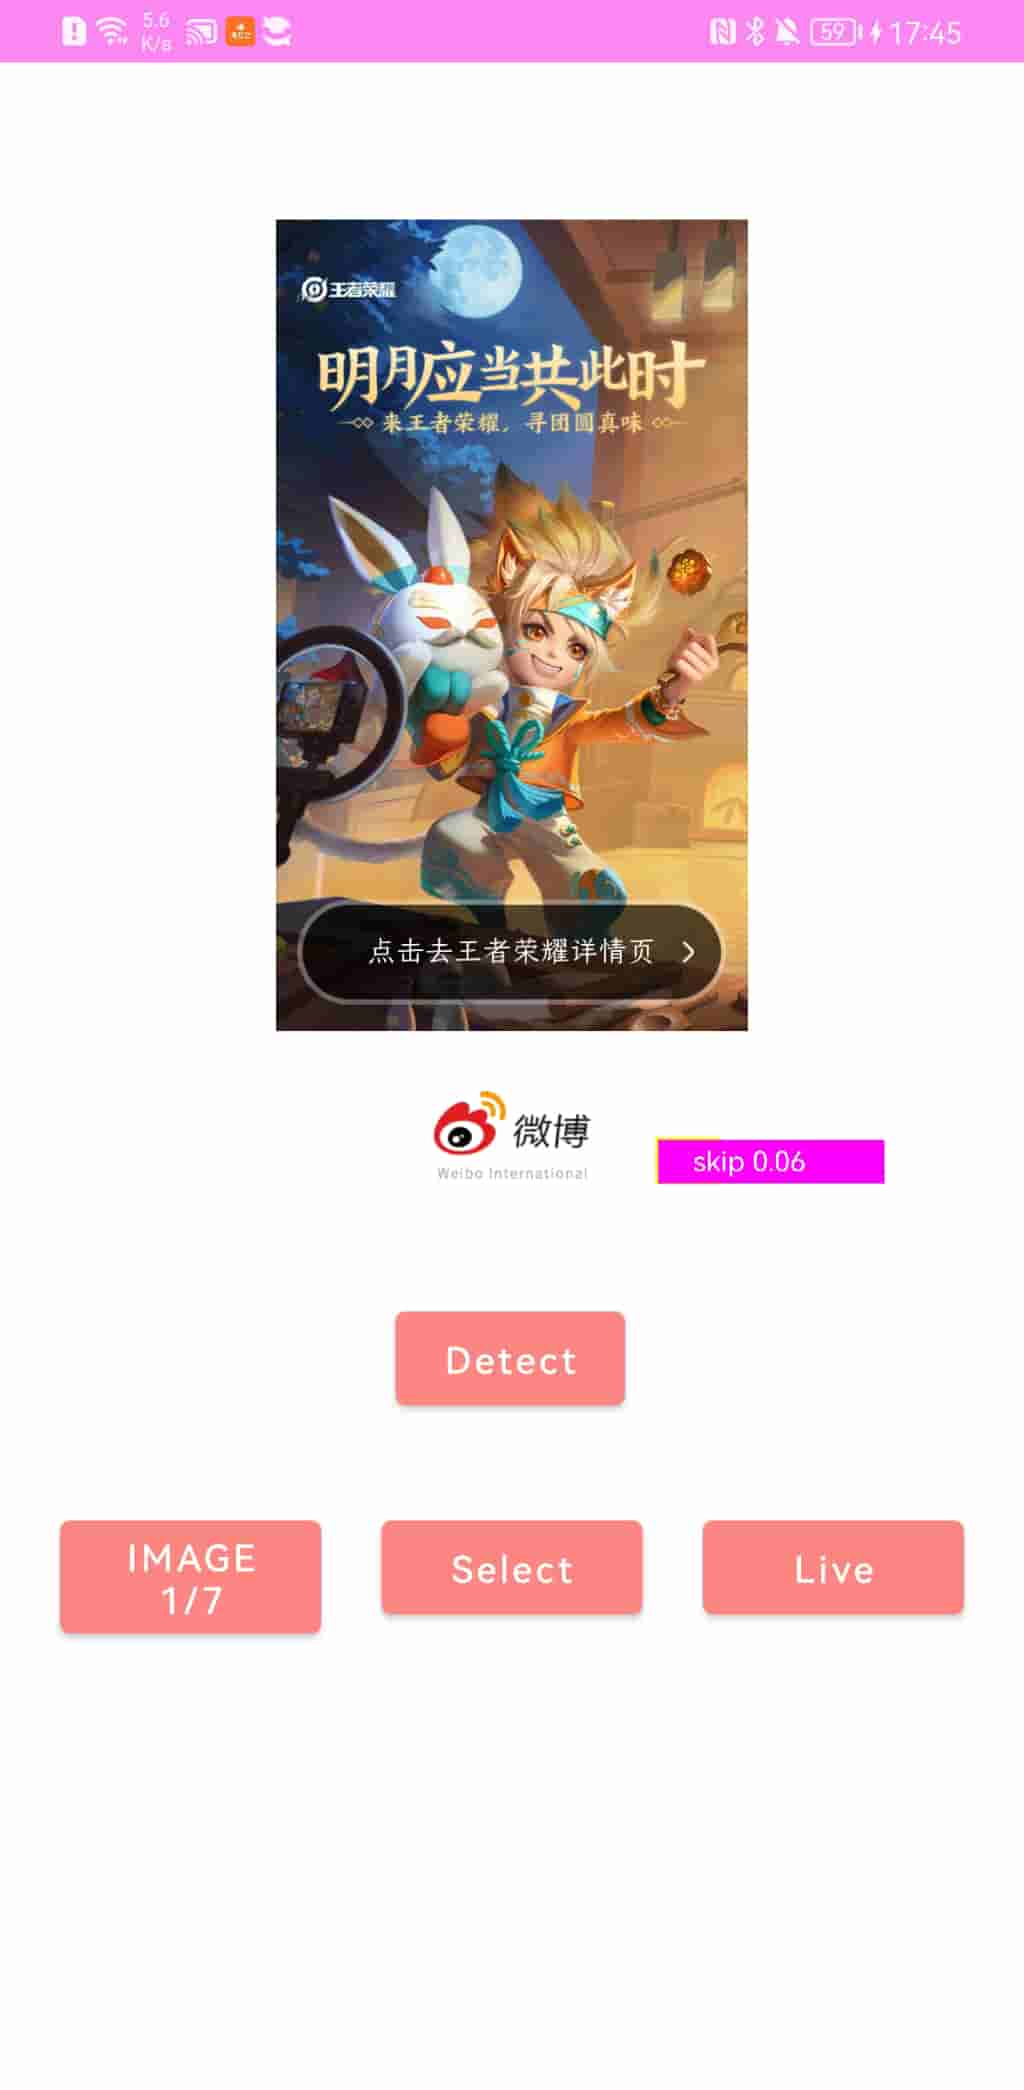 5.6
K/s
59
17:45
王者荣耀
明月应当共此时
来王者荣耀，寻团圆真味
点击去王者荣耀详情页
微博
Weibo International
skip 0.06
Detect
IMAGE
1/7
Select
Live